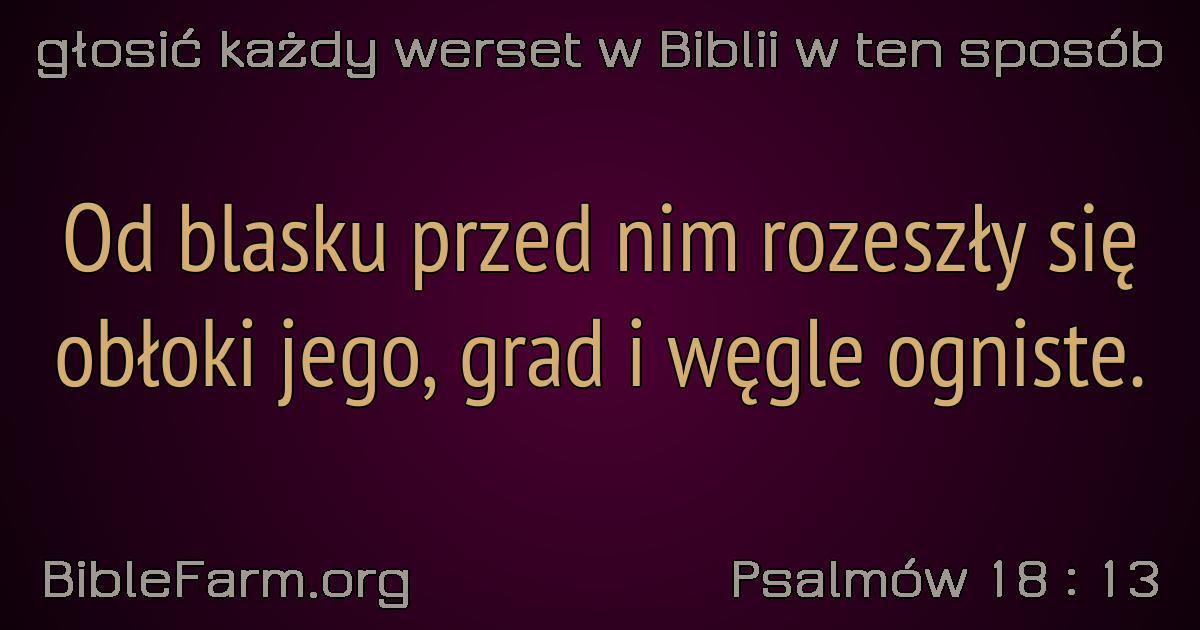 głosić każdy werset w Biblii w ten sposób
Od blasku przed nim rozeszły się
obłoki jego, grad i węgle ogniste.
BibleFarm.org
Psalmów 18 : 13